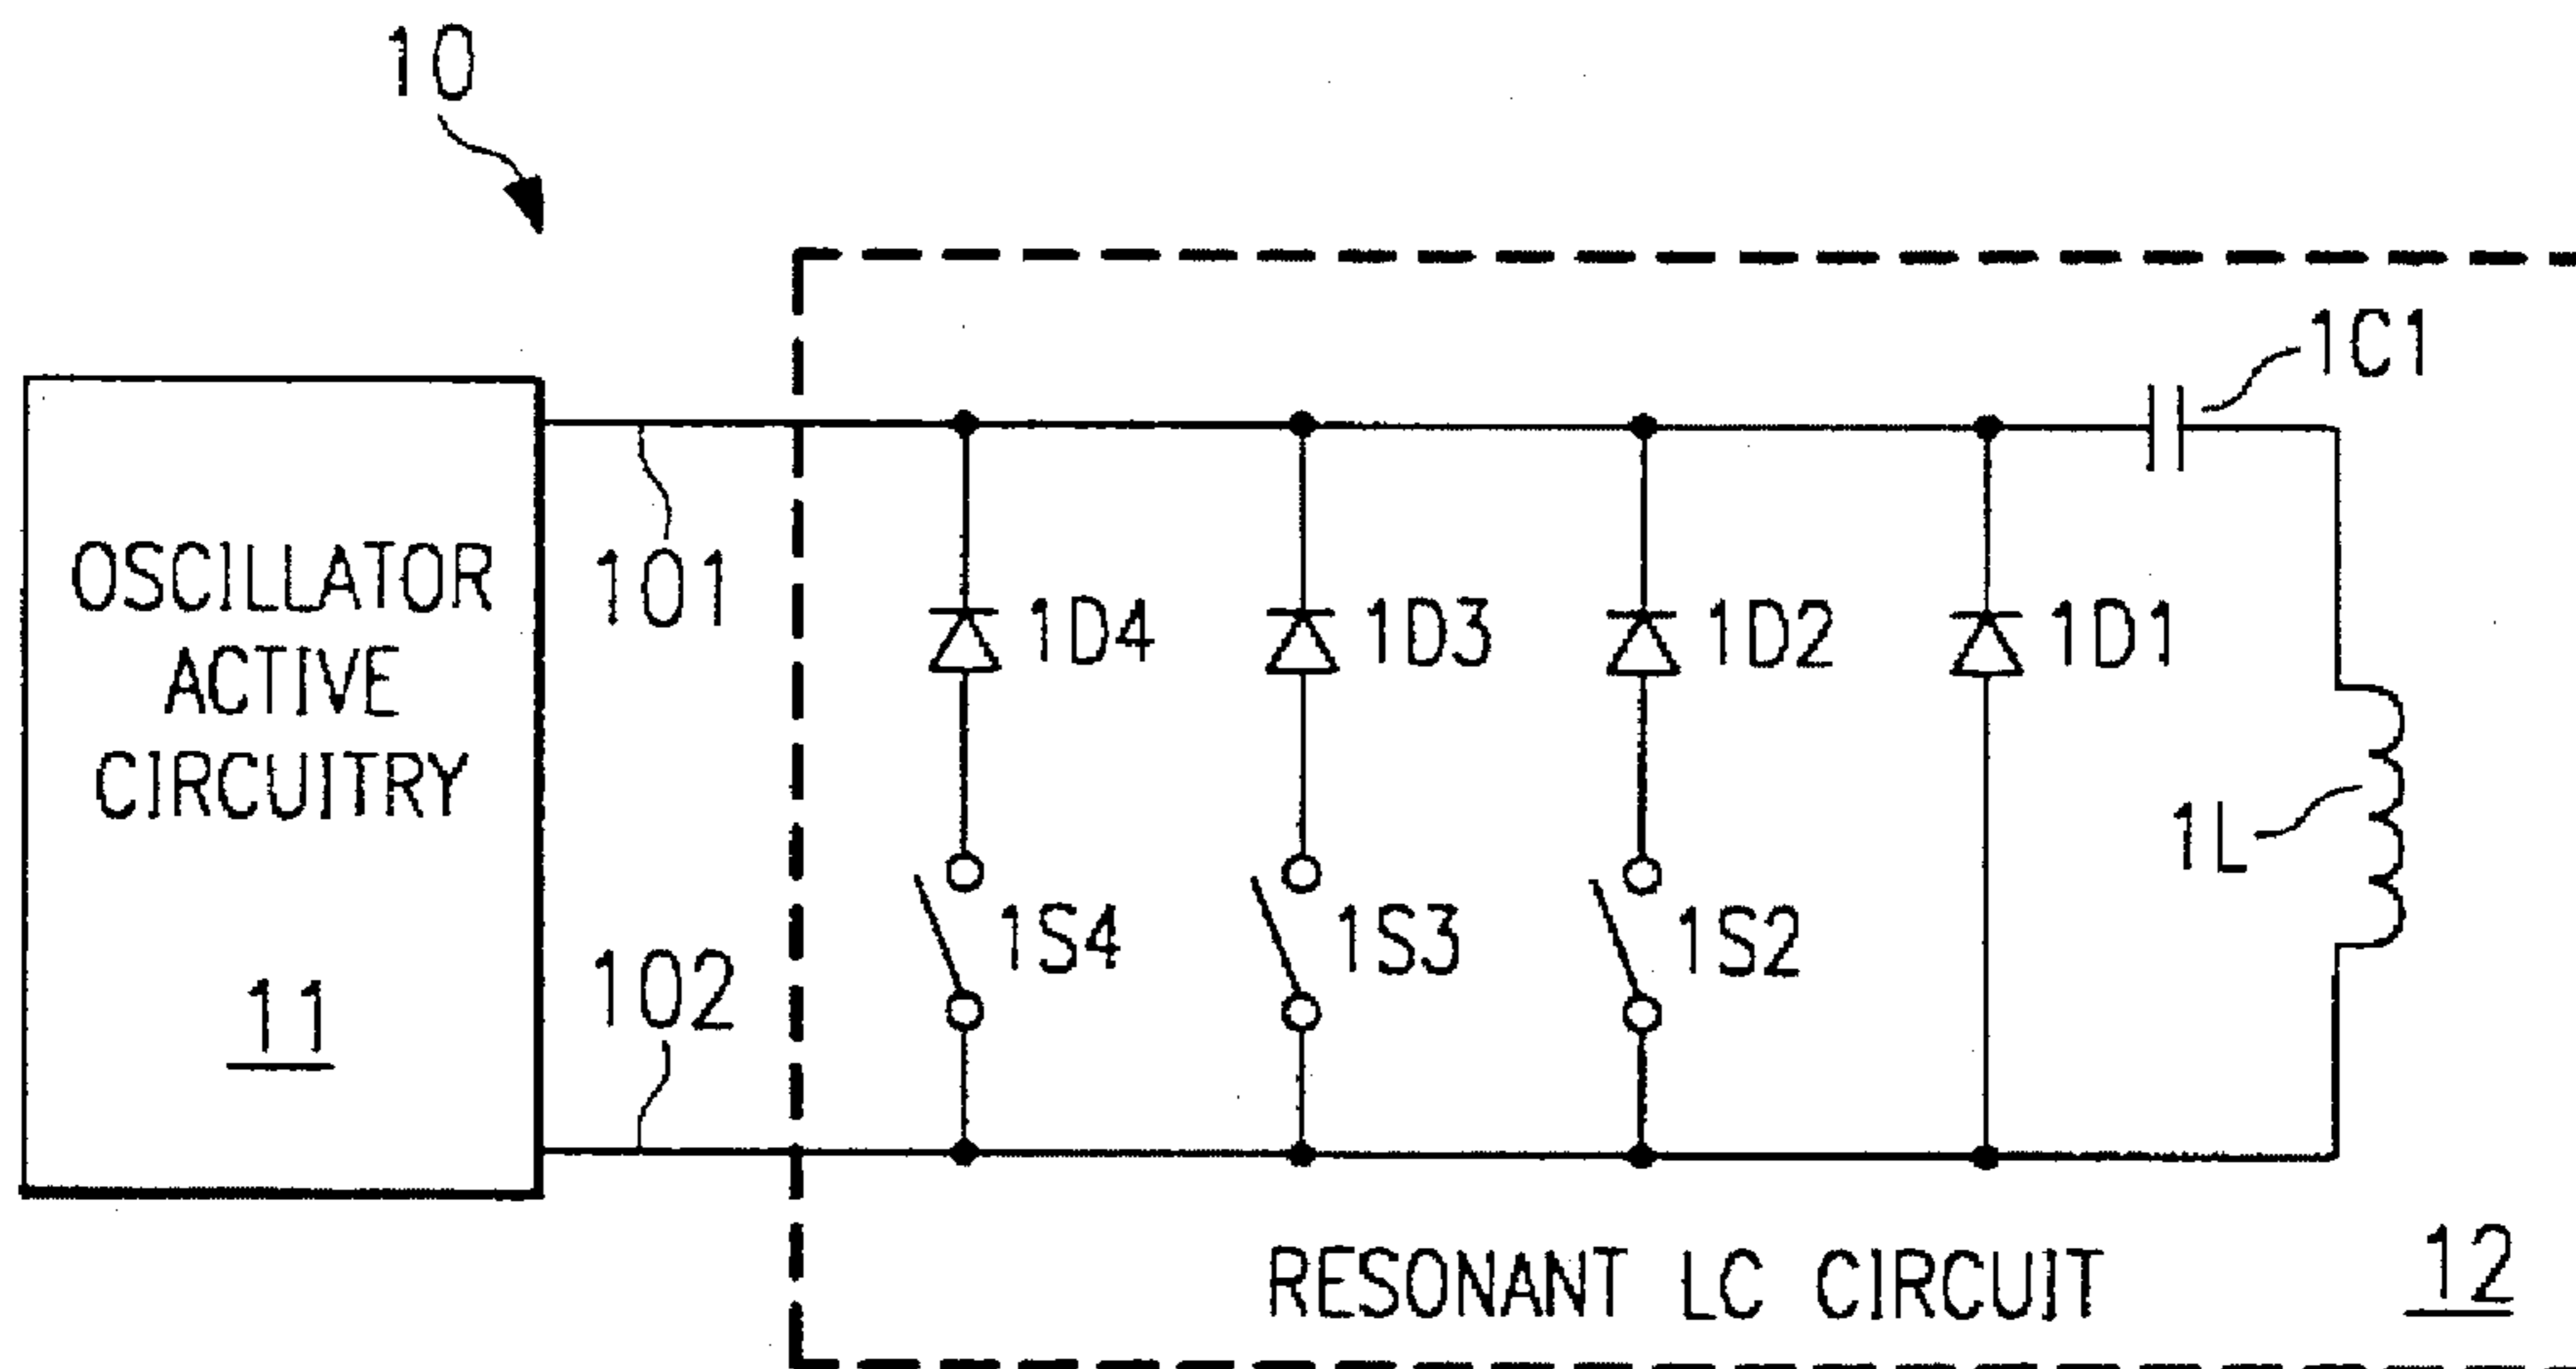 10
1C1
OSCILLATOR
ACTIVE
CIRCUITRY
11
101
102
1D4
1D3
1D2
1D1
1S4
1S3
1S2
1L
RESONANT LC CIRCUIT
12